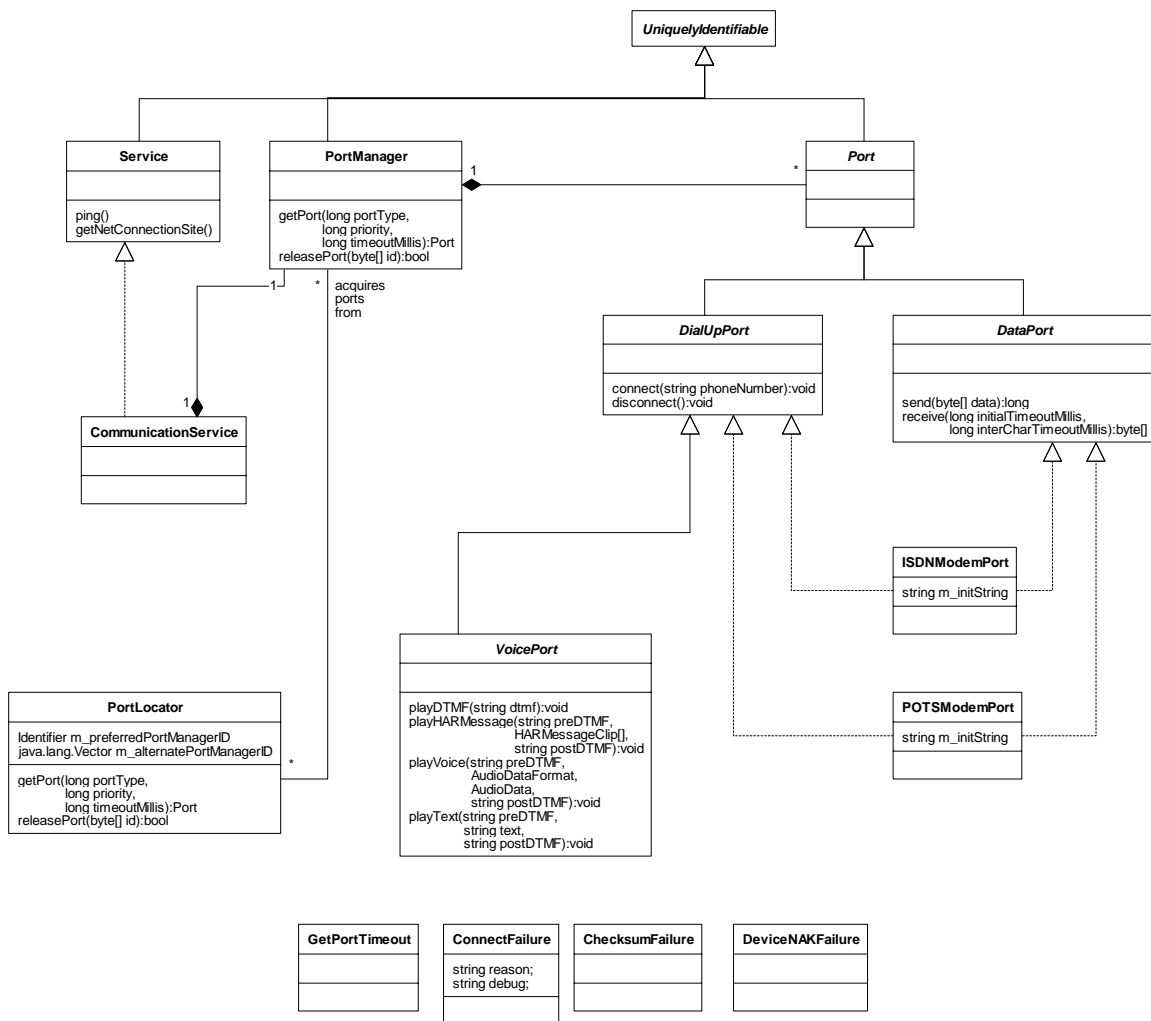 UniquelyIdentifiable
Service
ping()
getNetConnectionSite()
PortManager
getPort(long portType,
long priority,
long timeoutMillis):Port
releasePort(byte[] id):bool
1
*
Port
1
*
acquires
ports
from
1
CommunicationService
DialUpPort
connect(string phoneNumber):void
disconnect():void
DataPort
send(byte[] data):long
receive(long initialTimeoutMillis,
long interCharTimeoutMillis):byte[]
ISDNModemPort
string m_initString
POTSModemPort
string m_initString
VoicePort
playDTMF(string dtmf):void
playHARMessage(string preDTMF,
HARMessageClip[],
string postDTMF):void
playVoice(string preDTMF,
AudioDataFormat,
AudioData,
string postDTMF):void
playText(string preDTMF,
string text,
string postDTMF):void
PortLocator
Identifier m_preferredPortManagerID
java.lang.Vector m_alternatePortManagerID
getPort(long portType,
long priority,
long timeoutMillis):Port
releasePort(byte[] id):bool
*
GetPortTimeout
ConnectFailure
string reason;
string debug;
ChecksumFailure
DeviceNAKFailure